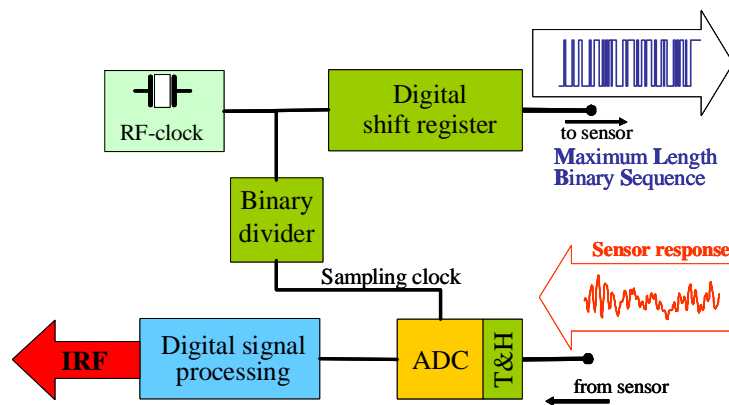 RF-clock
Digital
shift register
to sensor
Maximum Length
Binary Sequence
Binary
divider
Sampling clock
Sensor response
IRF
Digital signal
processing
ADC
T&H
from sensor